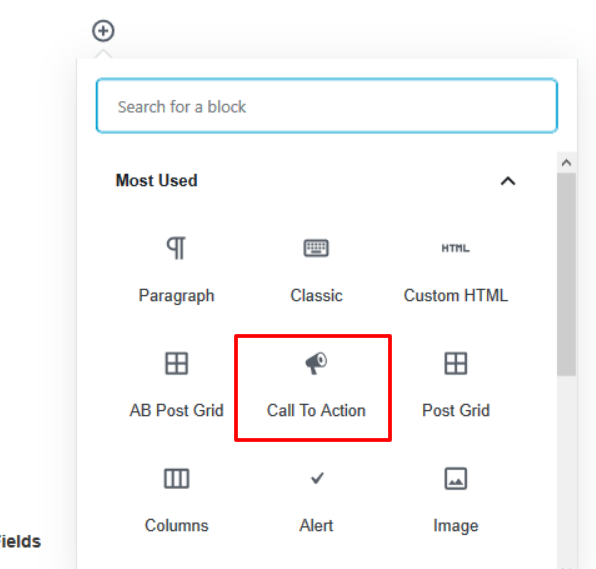 Search for a block
Most Used
HTML
Paragraph Classic Custom HTML
AB Post Grid Call To Action Post Grid
Columns Alert Image
ields